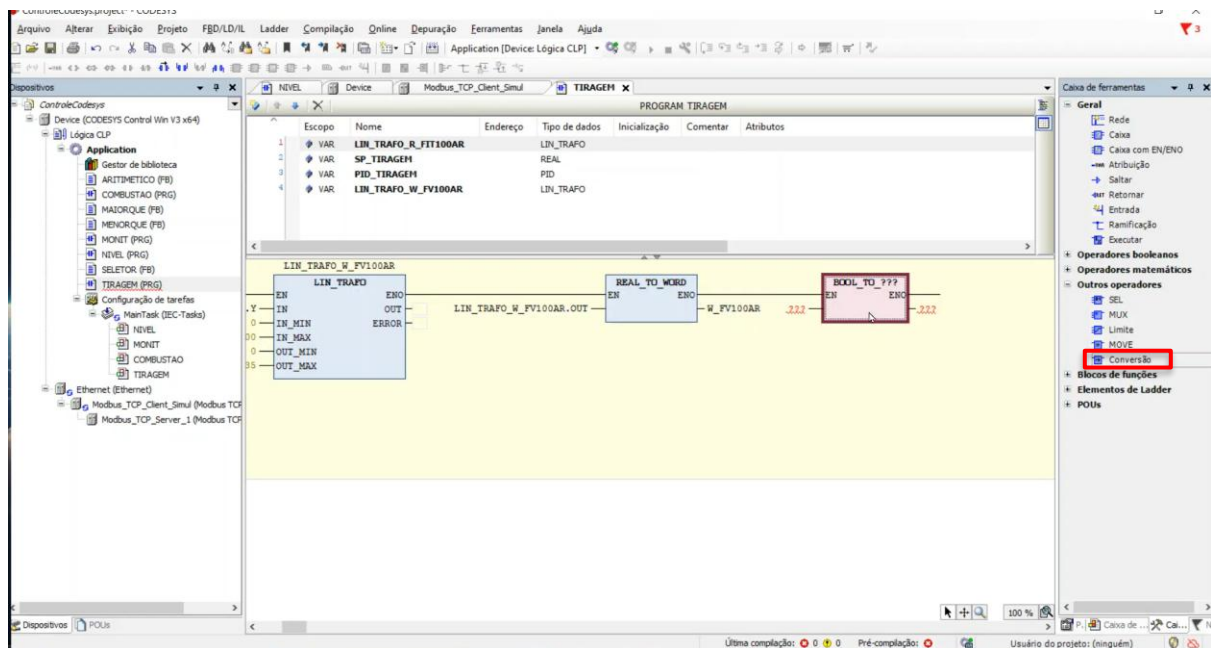 ControleCodesys.project* - CODESYS
Arquivo Alterar Exibição Projeto FBD/LD/IL Ladder Compilação Online Depuração Ferramentas Janela Ajuda
3
Application [Device: Lógica CLP]
Dispositivos
ControleCodesys
Device (CODESYS Control Win V3 x64)
Lógica CLP
Application
Gestor de biblioteca
ARITIMETICO (FB)
COMBUSTAO (PRG)
MAIORQUE (FB)
MENORQUE (FB)
MONIT (PRG)
NIVEL (PRG)
SELETOR (FB)
TIRAGEM (PRG)
Configuração de tarefas
MainTask (IEC-Tasks)
NIVEL
MONIT
COMBUSTAO
TIRAGEM
Ethernet (Ethernet)
Modbus_TCP_Client_Simul (Modbus TCP
Modbus_TCP_Server_1 (Modbus TCP
Dispositivos POUs
NIVEL Device Modbus_TCP_Client_Simul TIRAGEM
PROGRAM TIRAGEM
Escopo Nome Endereço Tipo de dados Inicialização Comentar Atributos
1 VAR LIN_TRAFO_R_FIT100AR LIN_TRAFO
2 VAR SP_TIRAGEM REAL
3 VAR PID_TIRAGEM PID
4 VAR LIN_TRAFO_W_FV100AR LIN_TRAFO
LIN_TRAFO_W_FV100AR
LIN_TRAFO REAL_TO_WORD BOOL_TO_???
EN ENO EN ENO EN ENO
.Y IN OUT LIN_TRAFO_W_FV100AR.OUT W_FV100AR ??? ???
0 IN_MIN ERROR
00 IN_MAX
0 OUT_MIN
35 OUT_MAX
100 %
Caixa de ferramentas
Geral
Rede
Caixa
Caixa com EN/ENO
Atribuição
Saltar
Retornar
Entrada
Ramificação
Executar
Operadores booleanos
Operadores matemáticos
Outros operadores
SEL
MUX
Limite
MOVE
Conversão
Blocos de funções
Elementos de Ladder
POUs
P... Caixa de ... Cai... N
Última compilação: 0 0 Pré-compilação: Usuário do projeto: (ninguém)